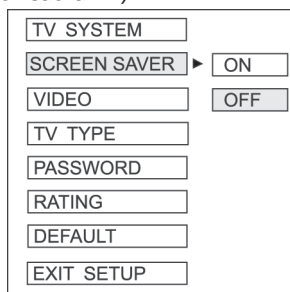 TV SYSTEM
SCREEN SAVER ► ON
VIDEO OFF
TV TYPE
PASSWORD
RATING
DEFAULT
EXIT SETUP